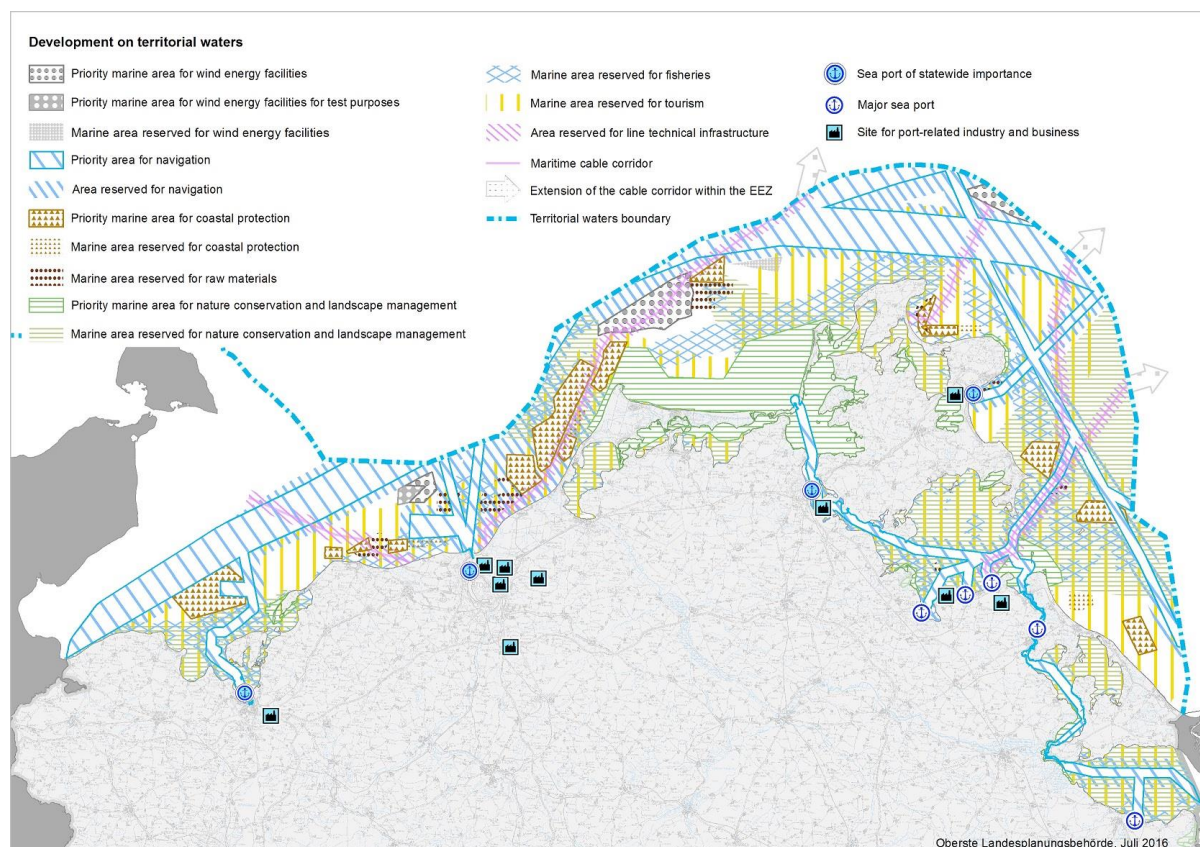 Development on territorial waters
Priority marine area for wind energy facilities
Priority marine area for wind energy facilities for test purposes
Marine area reserved for wind energy facilities
Priority area for navigation
Area reserved for navigation
Priority marine area for coastal protection
Marine area reserved for coastal protection
Marine area reserved for raw materials
Priority marine area for nature conservation and landscape management
Marine area reserved for nature conservation and landscape management
Marine area reserved for fisheries
Marine area reserved for tourism
Area reserved for line technical infrastructure
Maritime cable corridor
Extension of the cable corridor within the EEZ
Territorial waters boundary
Sea port of statewide importance
Major sea port
Site for port-related industry and business
Oberste Landesplanungsbehörde, Juli 2016